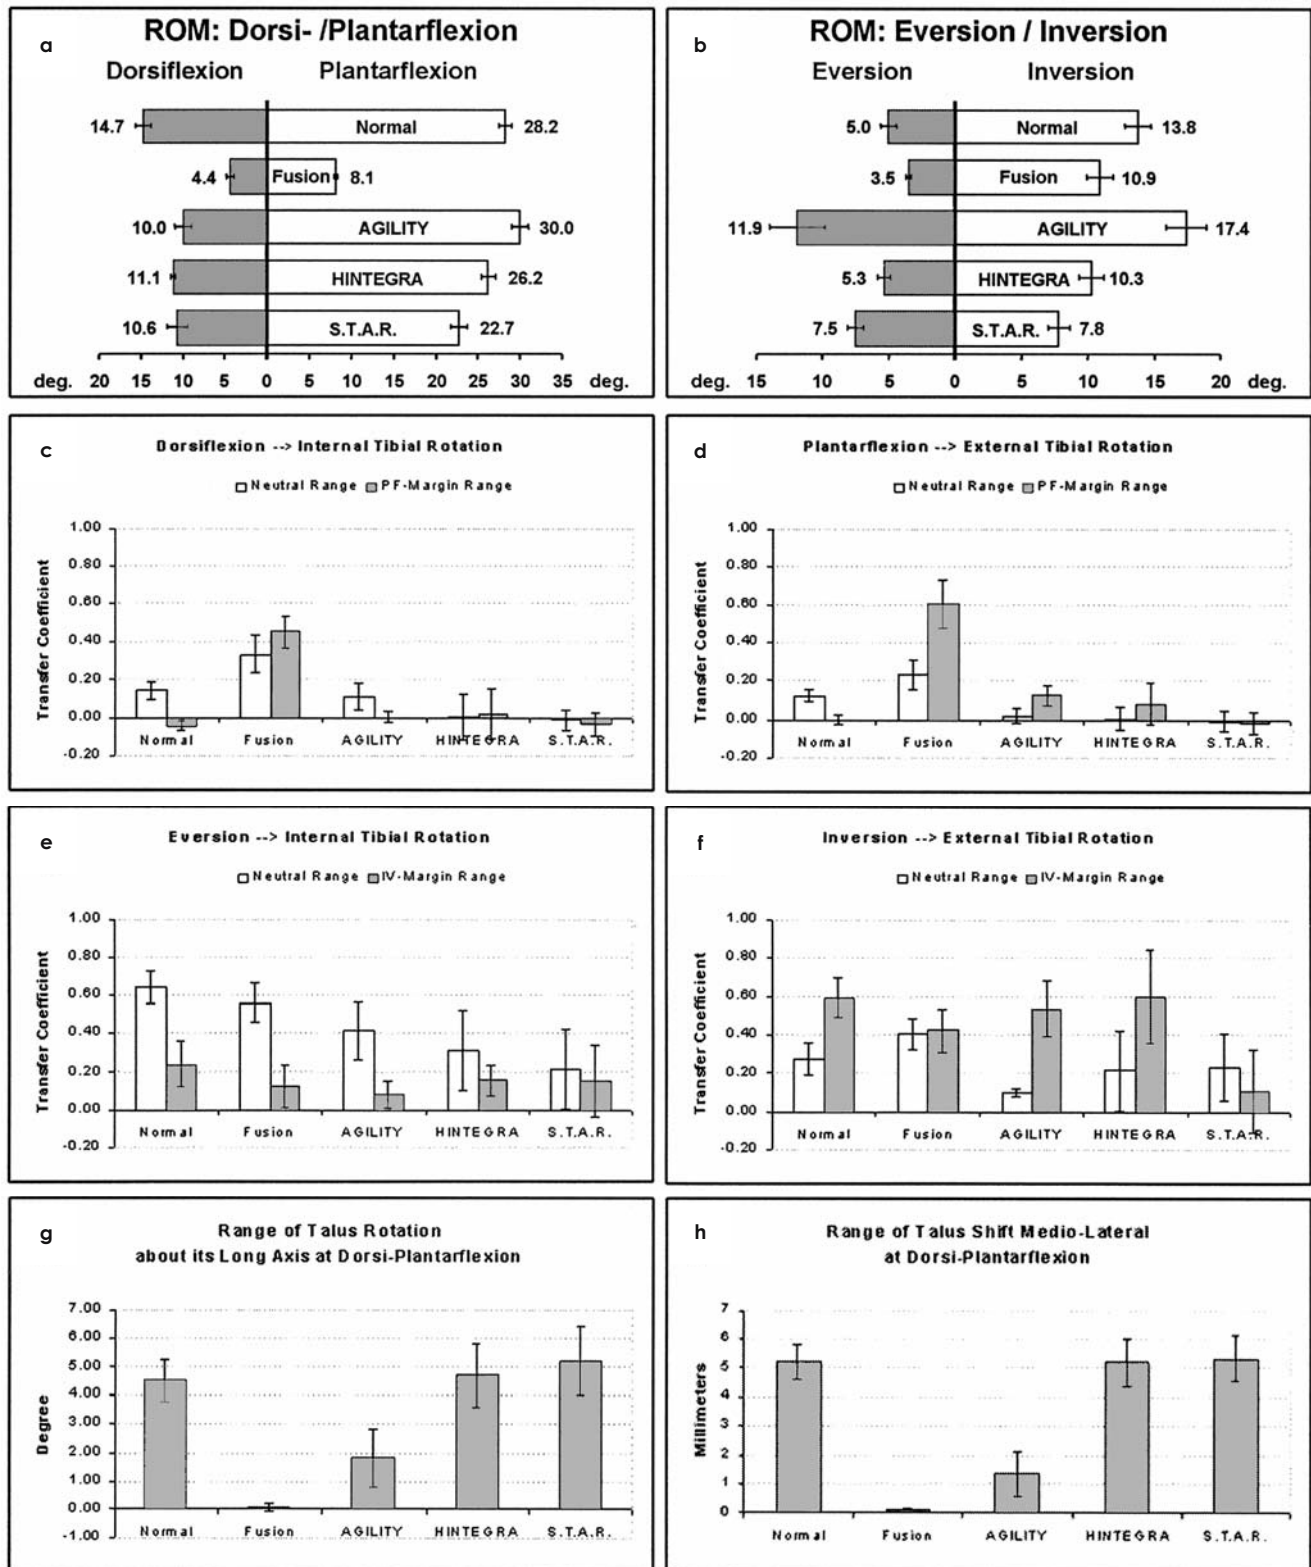 a
ROM: Dorsi- /Plantarflexion
Dorsiflexion Plantarflexion
14.7 Normal 28.2
4.4 Fusion 8.1
10.0 AGILITY 30.0
11.1 HINTEGRA 26.2
10.6 S.T.A.R. 22.7
deg. 20 15 10 5 0 5 10 15 20 25 30 35 deg.
b
ROM: Eversion / Inversion
Eversion Inversion
5.0 Normal 13.8
3.5 Fusion 10.9
11.9 AGILITY 17.4
5.3 HINTEGRA 10.3
7.5 S.T.A.R. 7.8
deg. 15 10 5 0 5 10 15 20 deg.
c
Dorsiflexion --> Internal Tibial Rotation
Neutral Range PF-Margin Range
Transfer Coefficient
1.00
0.80
0.60
0.40
0.20
0.00
-0.20
Normal Fusion AGILITY HINTEGRA S.T.A.R.
d
Plantarflexion --> External Tibial Rotation
Neutral Range PF-Margin Range
Transfer Coefficient
1.00
0.80
0.60
0.40
0.20
0.00
-0.20
Normal Fusion AGILITY HINTEGRA S.T.A.R.
e
Eversion --> Internal Tibial Rotation
Neutral Range IV-Margin Range
Transfer Coefficient
1.00
0.80
0.60
0.40
0.20
0.00
-0.20
Normal Fusion AGILITY HINTEGRA S.T.A.R.
f
Inversion --> External Tibial Rotation
Neutral Range IV-Margin Range
Transfer Coefficient
1.00
0.80
0.60
0.40
0.20
0.00
-0.20
Normal Fusion AGILITY HINTEGRA S.T.A.R.
g
Range of Talus Rotation
about its Long Axis at Dorsi-Plantarflexion
Degree
7.00
6.00
5.00
4.00
3.00
2.00
1.00
0.00
-1.00
Normal Fusion AGILITY HINTEGRA S.T.A.R.
h
Range of Talus Shift Medio-Lateral
at Dorsi-Plantarflexion
Millimeters
7
6
5
4
3
2
1
0
Normal Fusion AGILITY HINTEGRA S.T.A.R.